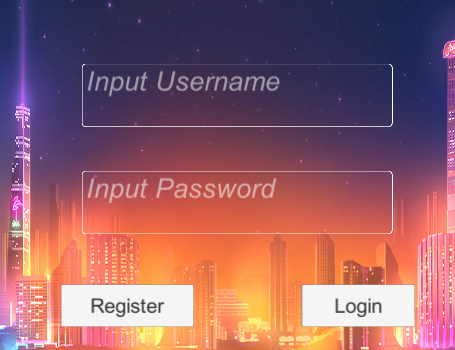 Input Username
Input Password
Register
Login